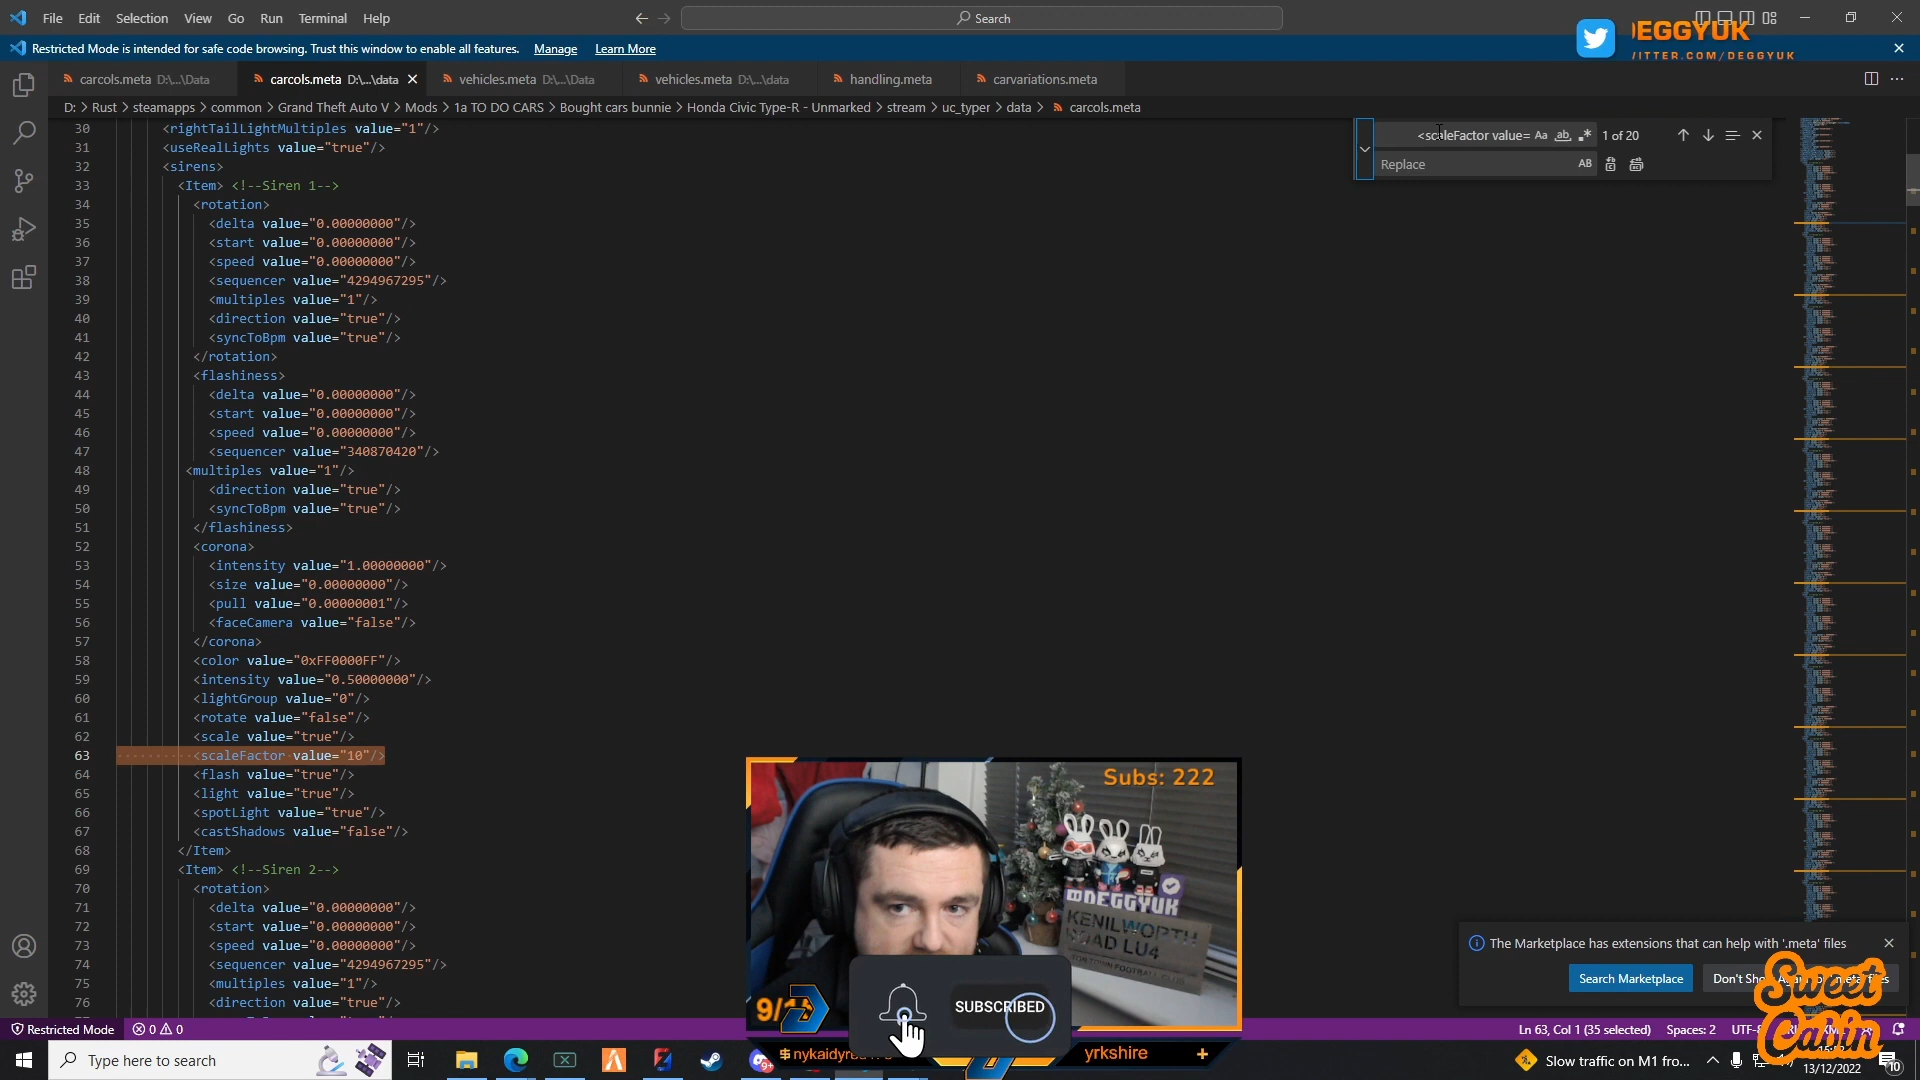 File Edit Selection View Go Run Terminal Help
Search
EGGYUK
ITTER.COM/DEGGYUK
Restricted Mode is intended for safe code browsing. Trust this window to enable all features. Manage Learn More
carcols.meta D:\...\Data
carcols.meta D:\...\data
vehicles.meta D:\...\Data
vehicles.meta D:\...\data
handling.meta
carvariations.meta
D: > Rust > steamapps > common > Grand Theft Auto V > Mods > 1a TO DO CARS > Bought cars bunnie > Honda Civic Type-R - Unmarked > stream > uc_typer > data > carcols.meta
<scaleFactor value= Aa ab 1 of 20
Replace AB
30 <rightTailLightMultiples value="1"/>
31 <useRealLights value="true"/>
32 <sirens>
33 <Item> <!--Siren 1-->
34 <rotation>
35 <delta value="0.00000000"/>
36 <start value="0.00000000"/>
37 <speed value="0.00000000"/>
38 <sequencer value="4294967295"/>
39 <multiples value="1"/>
40 <direction value="true"/>
41 <syncToBpm value="true"/>
42 </rotation>
43 <flashiness>
44 <delta value="0.00000000"/>
45 <start value="0.00000000"/>
46 <speed value="0.00000000"/>
47 <sequencer value="340870420"/>
48 <multiples value="1"/>
49 <direction value="true"/>
50 <syncToBpm value="true"/>
51 </flashiness>
52 <corona>
53 <intensity value="1.00000000"/>
54 <size value="0.00000000"/>
55 <pull value="0.00000001"/>
56 <faceCamera value="false"/>
57 </corona>
58 <color value="0xFF0000FF"/>
59 <intensity value="0.50000000"/>
60 <lightGroup value="0"/>
61 <rotate value="false"/>
62 <scale value="true"/>
63 <scaleFactor value="10"/>
64 <flash value="true"/>
65 <light value="true"/>
66 <spotLight value="true"/>
67 <castShadows value="false"/>
68 </Item>
69 <Item> <!--Siren 2-->
70 <rotation>
71 <delta value="0.00000000"/>
72 <start value="0.00000000"/>
73 <speed value="0.00000000"/>
74 <sequencer value="4294967295"/>
75 <multiples value="1"/>
76 <direction value="true"/>
Subs: 222
@DEGGYUK
KENILWORTH
ROAD LU4
TON TOWN FOOTBALL CLUB
SUBSCRIBED
yrkshire
The Marketplace has extensions that can help with '.meta' files
Search Marketplace
Sweet
Cabin
Restricted Mode 0 0
Ln 63, Col 1 (35 selected) Spaces: 2
Type here to search
Slow traffic on M1 fro...
13/12/2022
10